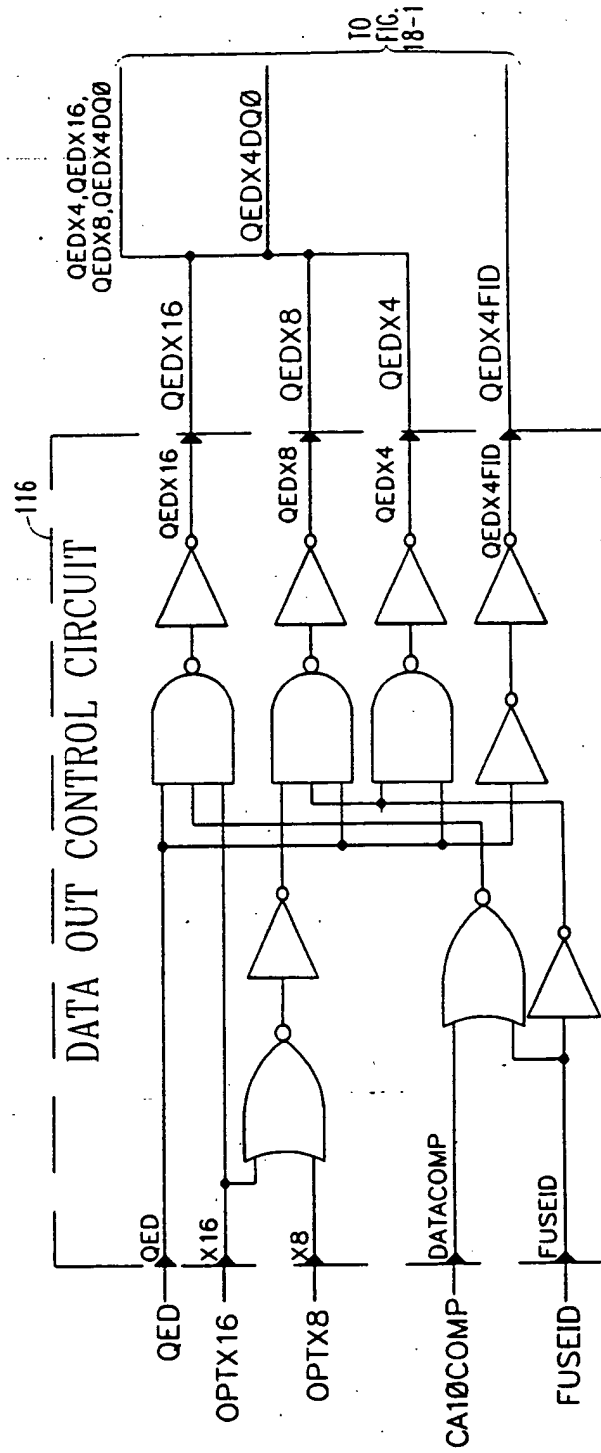 DATA OUT CONTROL CIRCUIT
116
QED
QED
OPTX16
X16
OPTX8
X8
CA10COMP
DATACOMP
FUSEID
FUSEID
QEDX16
QEDX16
QEDX8
QEDX8
QEDX4
QEDX4
QEDX4FID
QEDX4FID
QEDX4,QEDX16,
QEDX8,QEDX4DQ0
QEDX4DQ0
TO
FIG.
18-1